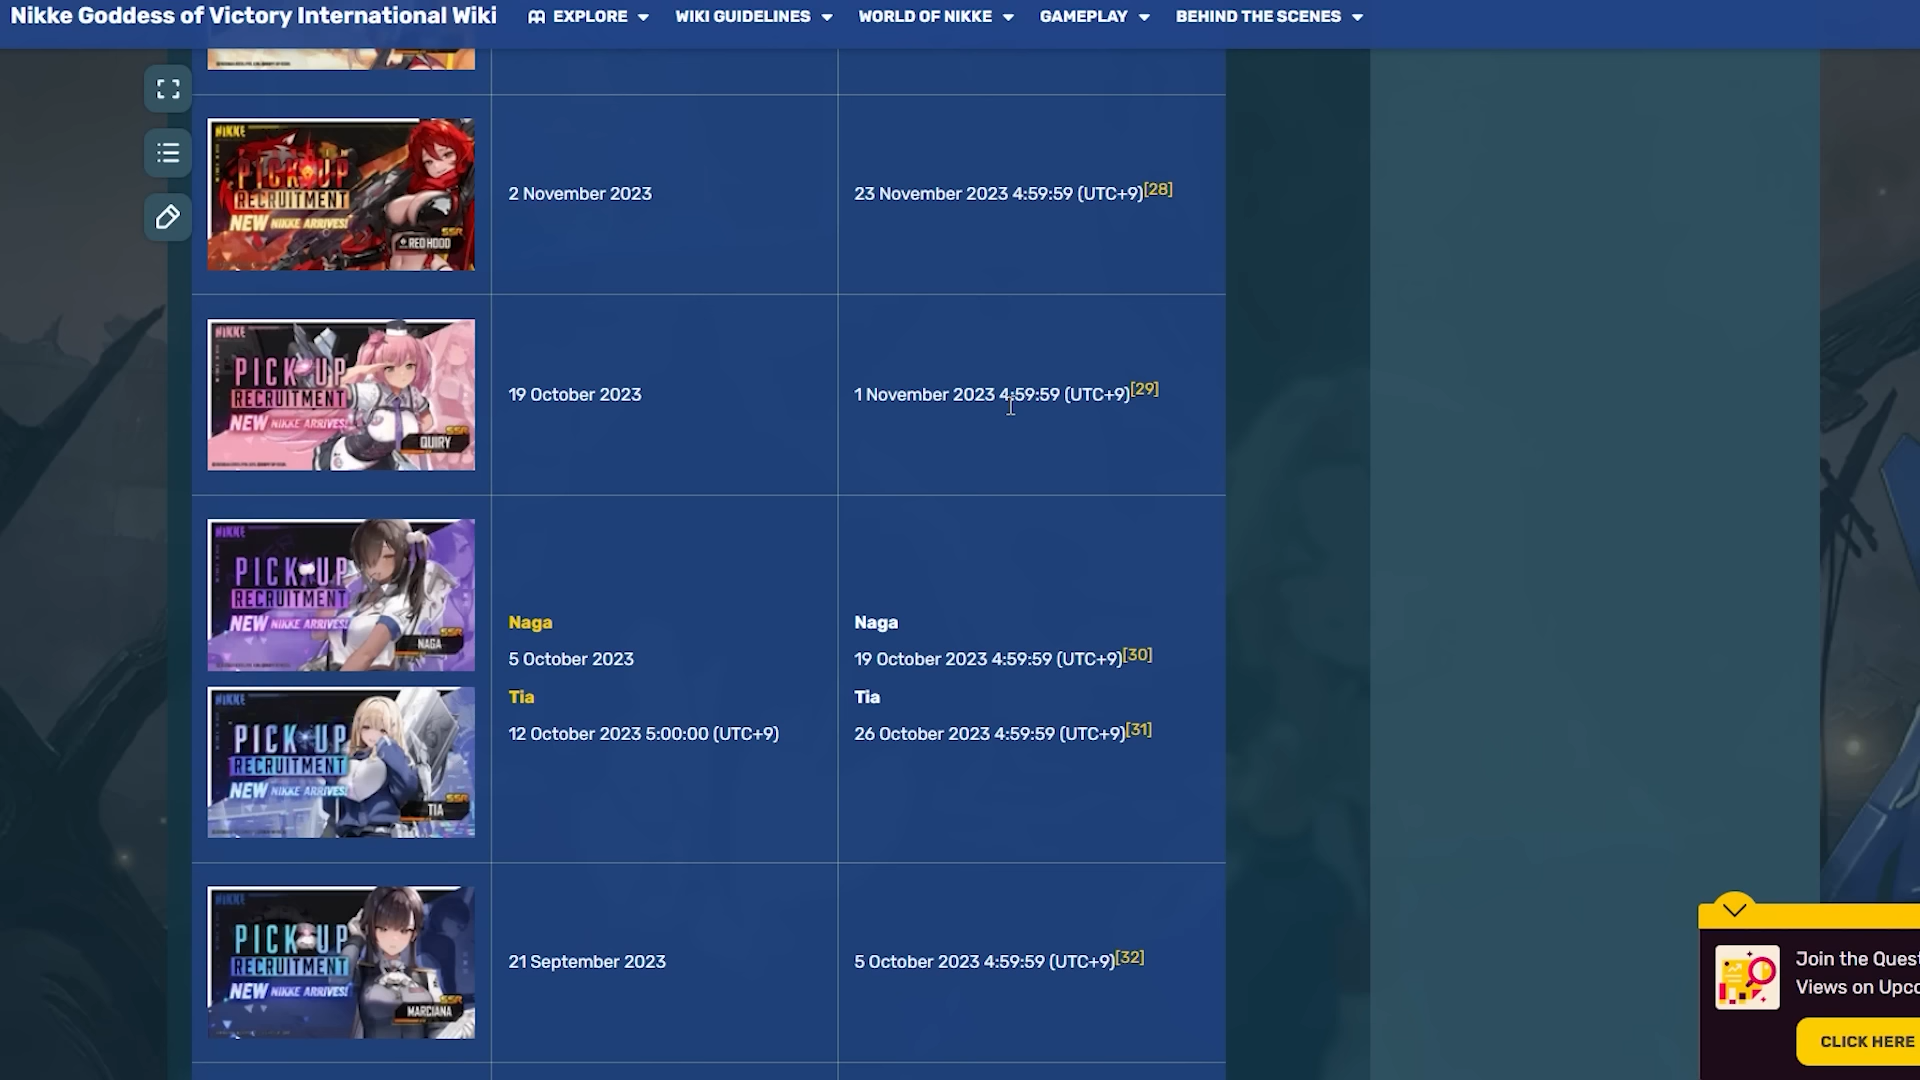 Nikke Goddess of Victory International Wiki
EXPLORE
WIKI GUIDELINES
WORLD OF NIKKE
GAMEPLAY
BEHIND THE SCENES
NIKKE
PICK UP
RECRUITMENT
NEW NIKKE ARRIVES!
SSR
RED HOOD
2 November 2023
23 November 2023 4:59:59 (UTC+9)[28]
NIKKE
PICK UP
RECRUITMENT
NEW NIKKE ARRIVES!
SSR
QUIRY
19 October 2023
1 November 2023 4:59:59 (UTC+9)[29]
NIKKE
PICK UP
RECRUITMENT
NEW NIKKE ARRIVES!
SSR
NAGA
NIKKE
PICK UP
RECRUITMENT
NEW NIKKE ARRIVES!
SSR
TIA
Naga
5 October 2023
Tia
12 October 2023 5:00:00 (UTC+9)
Naga
19 October 2023 4:59:59 (UTC+9)[30]
Tia
26 October 2023 4:59:59 (UTC+9)[31]
NIKKE
PICK UP
RECRUITMENT
NEW NIKKE ARRIVES!
SSR
MARCIANA
21 September 2023
5 October 2023 4:59:59 (UTC+9)[32]
Join the Quest
Views on Upco
CLICK HERE